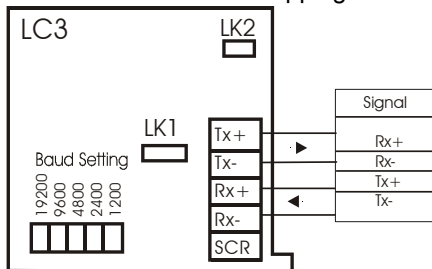 LC3
LK2
Signal
LK1
Tx+
Rx+
Baud Setting
Tx-
Rx-
Rx+
Tx+
Rx-
Tx-
SCR
19200
9600
4800
2400
1200